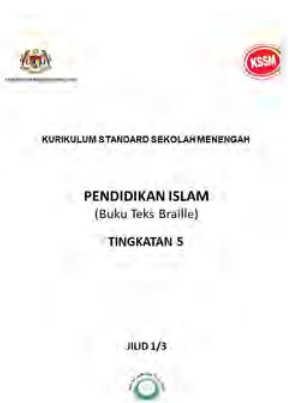 KSSM
KURIKULUM STANDARD SEKOLAH MENENGAH
PENDIDIKAN ISLAM
(Buku Teks Braille)
TINGKATAN 5
JILID 1/3